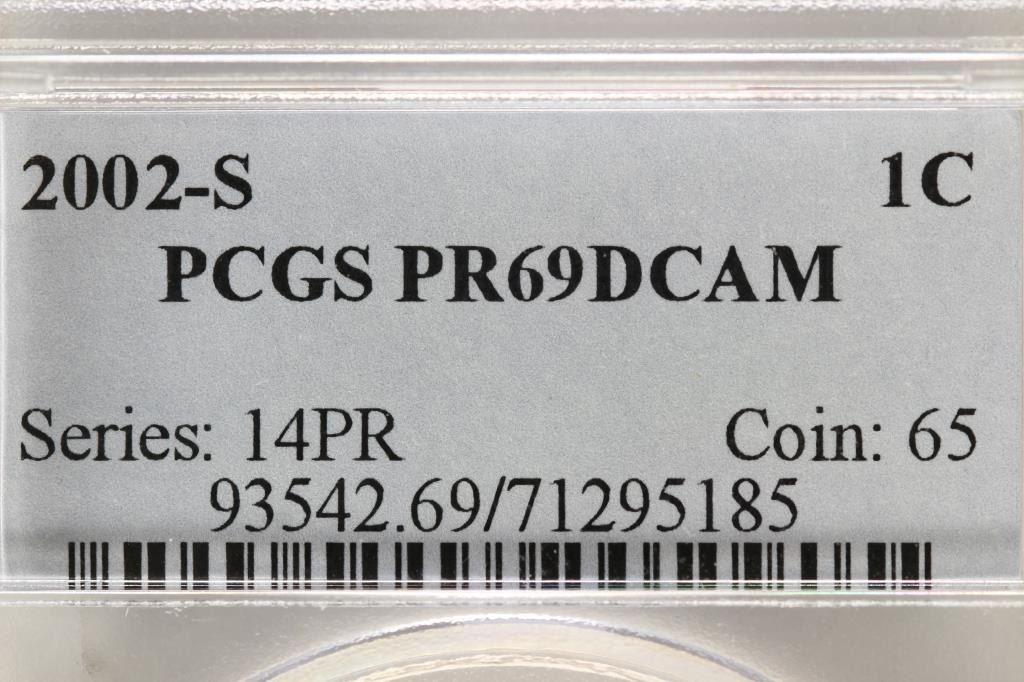 2002-S 1C
PCGS PR69DCAM
Series: 14PR Coin: 65
93542.69/71295185